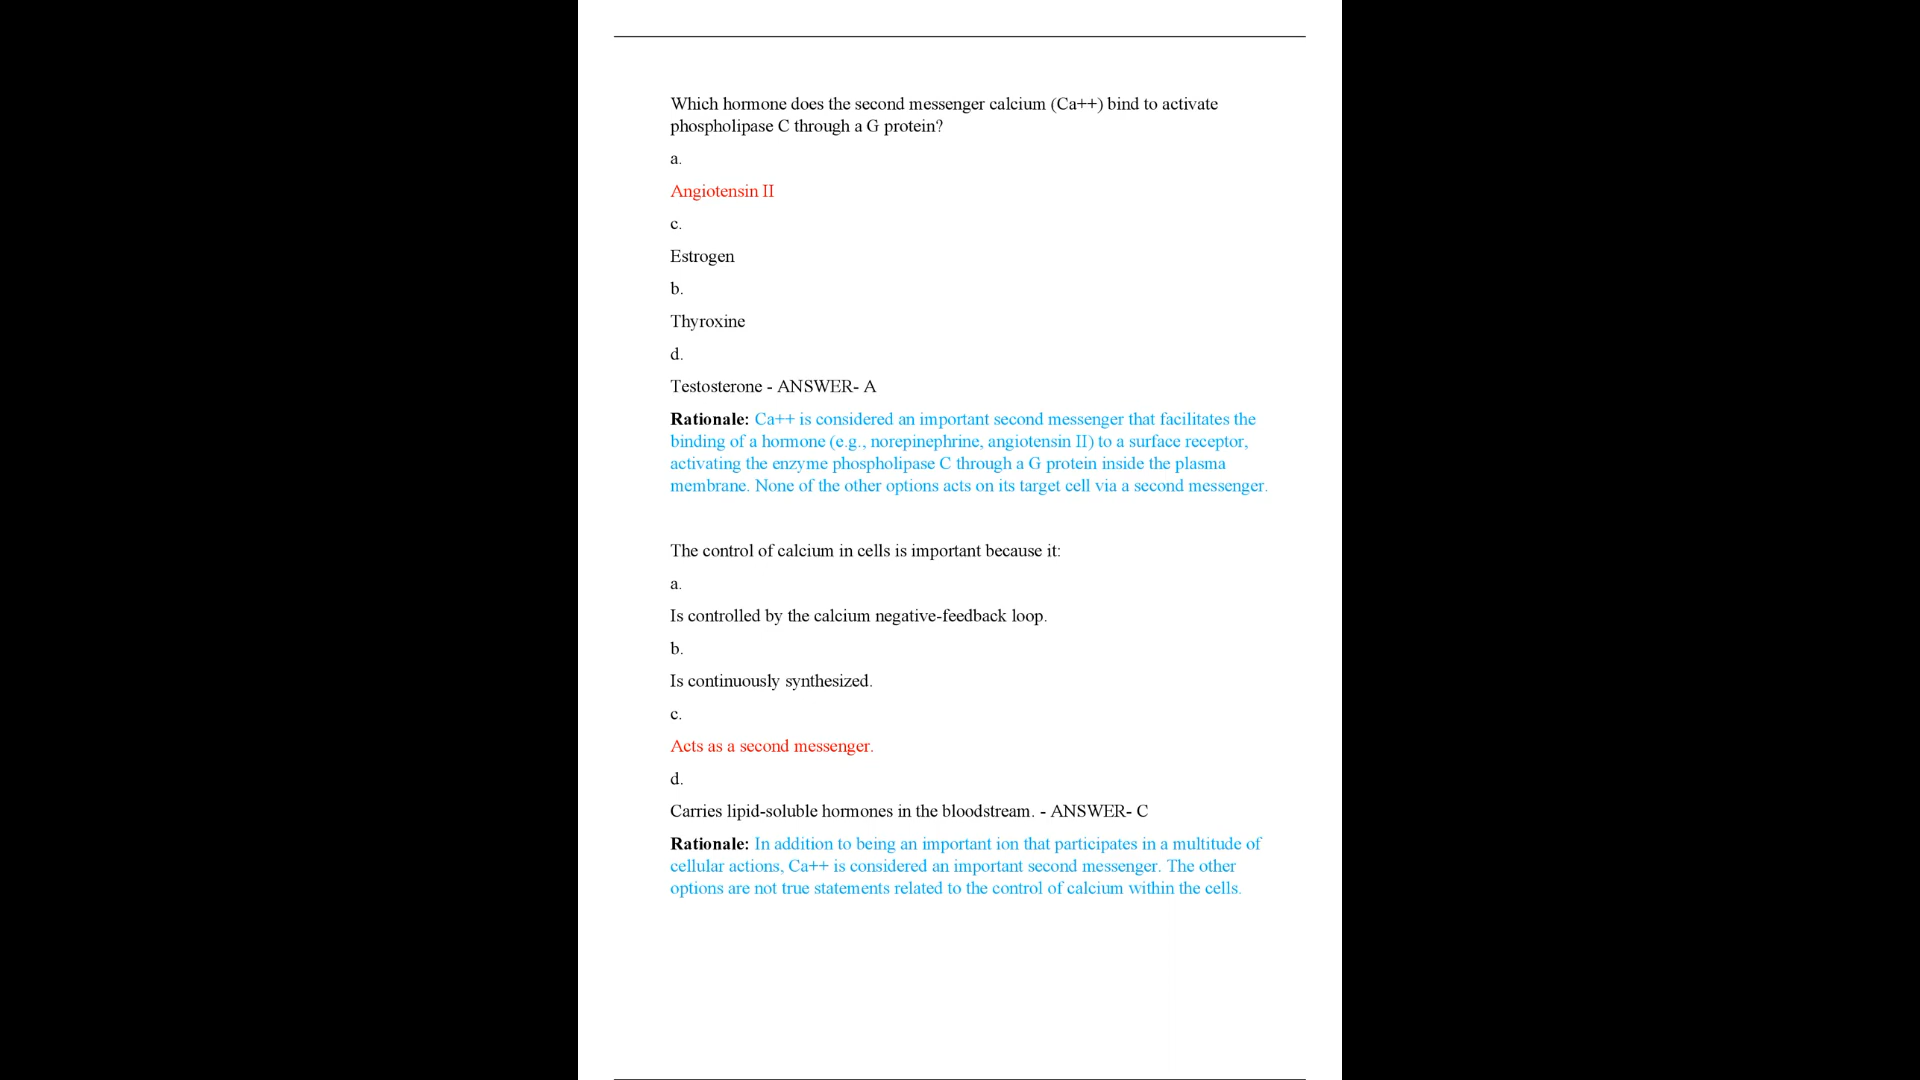 Which hormone does the second messenger calcium (Ca++) bind to activate
phospholipase C through a G protein?
a.
Angiotensin II
c.
Estrogen
b.
Thyroxine
d.
Testosterone - ANSWER- A
Rationale: Ca++ is considered an important second messenger that facilitates the
binding of a hormone (e.g., norepinephrine, angiotensin II) to a surface receptor,
activating the enzyme phospholipase C through a G protein inside the plasma
membrane. None of the other options acts on its target cell via a second messenger.
The control of calcium in cells is important because it:
a.
Is controlled by the calcium negative-feedback loop.
b.
Is continuously synthesized.
c.
Acts as a second messenger.
d.
Carries lipid-soluble hormones in the bloodstream. - ANSWER- C
Rationale: In addition to being an important ion that participates in a multitude of
cellular actions, Ca++ is considered an important second messenger. The other
options are not true statements related to the control of calcium within the cells.